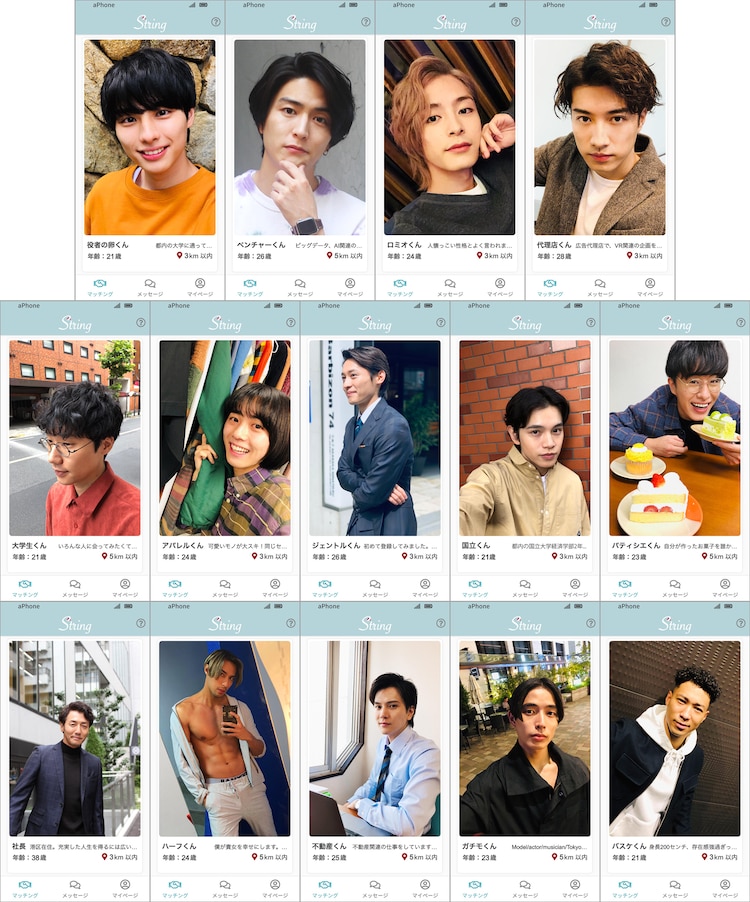 aPhone
String
?
役者の卵くん 都内の大学に通って...
年齢：21歳 3km 以内
マッチング メッセージ マイページ
aPhone
String
?
ベンチャーくん ビッグデータ、AI関連の...
年齢：26歳 5km 以内
マッチング メッセージ マイページ
aPhone
String
?
ロミオくん 人懐っこい性格とよく言われま...
年齢：24歳 3km 以内
マッチング メッセージ マイページ
aPhone
String
?
代理店くん 広告代理店で、VR関連の企画を...
年齢：28歳 3km 以内
マッチング メッセージ マイページ
aPhone
String
?
大学生くん いろんな人に会ってみたくて...
年齢：21歳 5km 以内
マッチング メッセージ マイページ
aPhone
String
?
アパレルくん 可愛いモノが大スキ！同じセ...
年齢：24歳 3km 以内
マッチング メッセージ マイページ
aPhone
String
?
74
ジェントルくん 初めて登録してみました。...
年齢：26歳 3km 以内
マッチング メッセージ マイページ
aPhone
String
?
国立くん 都内の国立大学経済学部2年...
年齢：21歳 3km 以内
マッチング メッセージ マイページ
aPhone
String
?
パティシエくん 自分が作ったお菓子を誰か...
年齢：23歳 5km 以内
マッチング メッセージ マイページ
aPhone
String
?
社長 港区在住。充実した人生を得るには広い...
年齢：38歳 3km 以内
マッチング メッセージ マイページ
aPhone
String
?
ハーフくん 僕が貴女を幸せにします。...
年齢：24歳 5km 以内
マッチング メッセージ マイページ
aPhone
String
?
不動産くん 不動産関連の仕事をしています...
年齢：25歳 5km 以内
マッチング メッセージ マイページ
aPhone
String
?
ガチモくん Model/actor/musician/Tokyo...
年齢：23歳 5km 以内
マッチング メッセージ マイページ
aPhone
String
?
バスケくん 身長200センチ、存在感強過ぎっ...
年齢：21歳 3km 以内
マッチング メッセージ マイページ